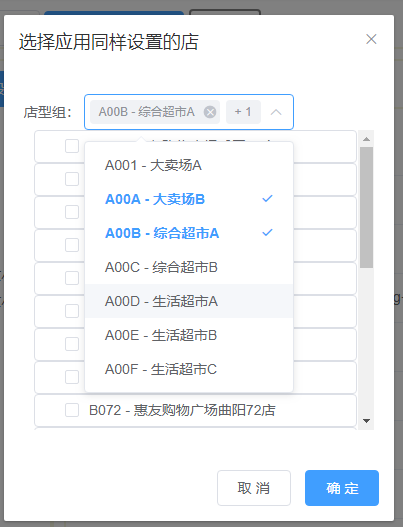 选择应用同样设置的店
店型组：
A00B - 综合超市A
+ 1
A001 - 大卖场A
A00A - 大卖场B
A00B - 综合超市A
A00C - 综合超市B
A00D - 生活超市A
A00E - 生活超市B
A00F - 生活超市C
B072 - 惠友购物广场曲阳72店
取 消
确 定